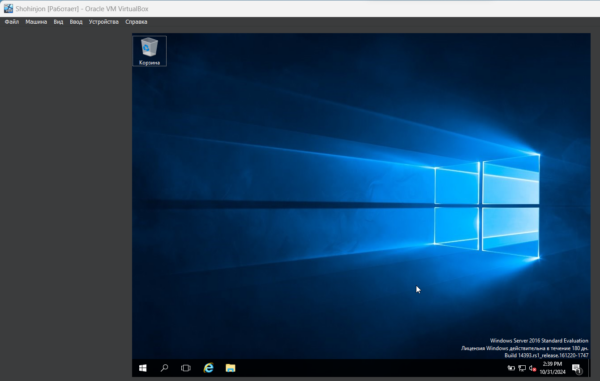 Shohinjon [Работает] - Oracle VM VirtualBox
Файл Машина Вид Ввод Устройства Справка
Корзина
Windows Server 2016 Standard Evaluation
Лицензия Windows действительна в течение 180 дн.
Build 14393.rs1_release.161220-1747
2:39 PM
10/31/2024